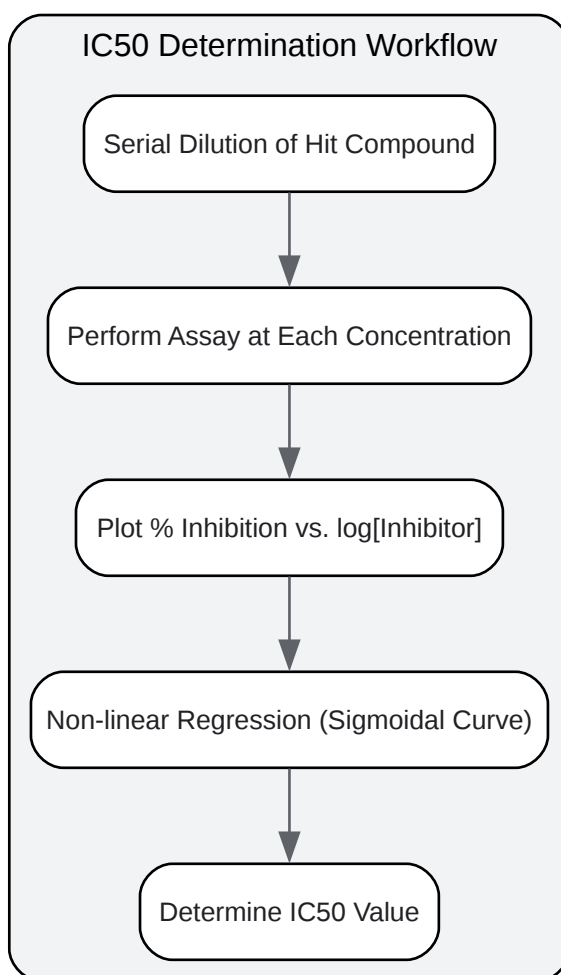 IC50 Determination Workflow
Serial Dilution of Hit Compound
Perform Assay at Each Concentration
Plot % Inhibition vs. log[Inhibitor]
Non-linear Regression (Sigmoidal Curve)
Determine IC50 Value